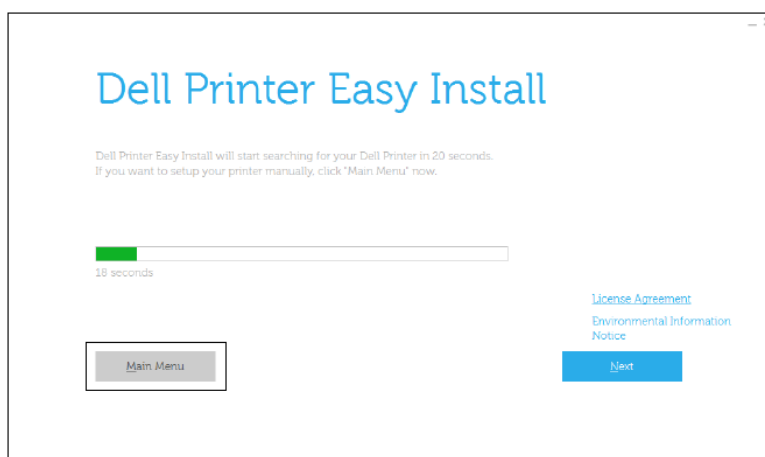 Dell Printer Easy Install
Dell Printer Easy Install will start searching for your Dell Printer in 20 seconds.
If you want to setup your printer manually, click "Main Menu" now.
18 seconds
License Agreement
Environmental Information
Notice
Main Menu
Next